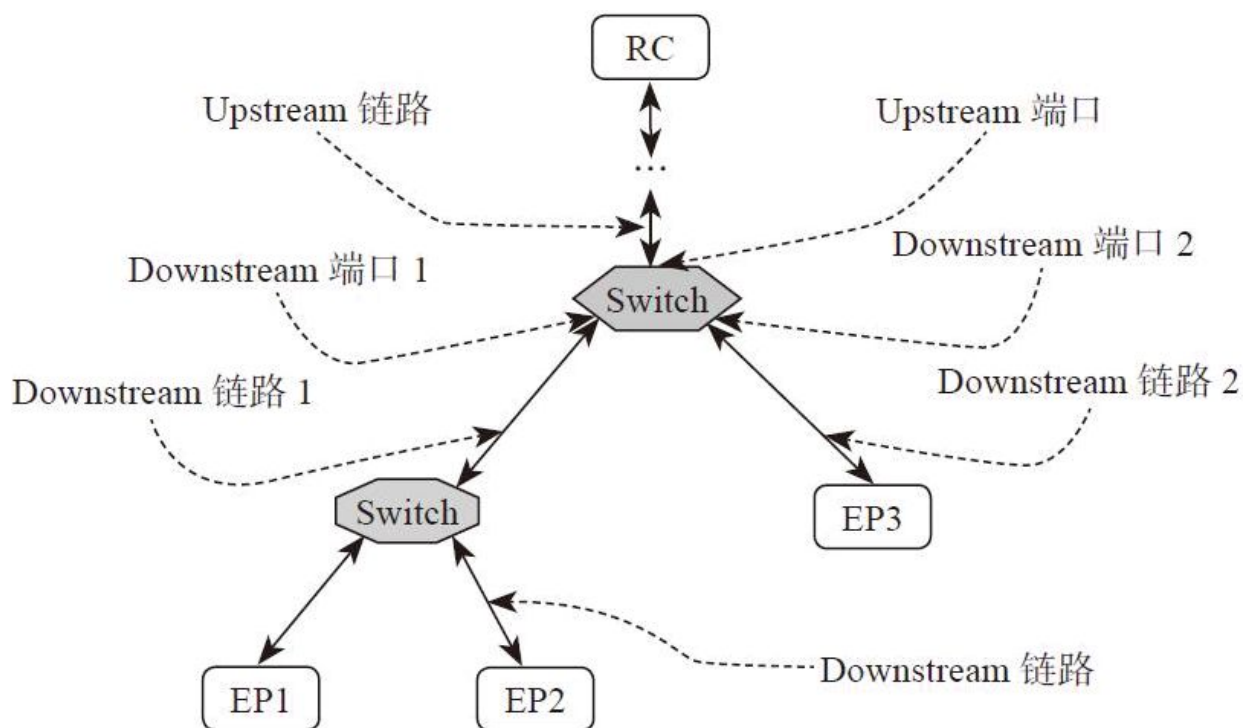 RC
Upstream 链路
Upstream 端口
...
Downstream 端口 1
Downstream 端口 2
Switch
Downstream 链路 1
Downstream 链路 2
Switch
EP3
EP1
EP2
Downstream 链路